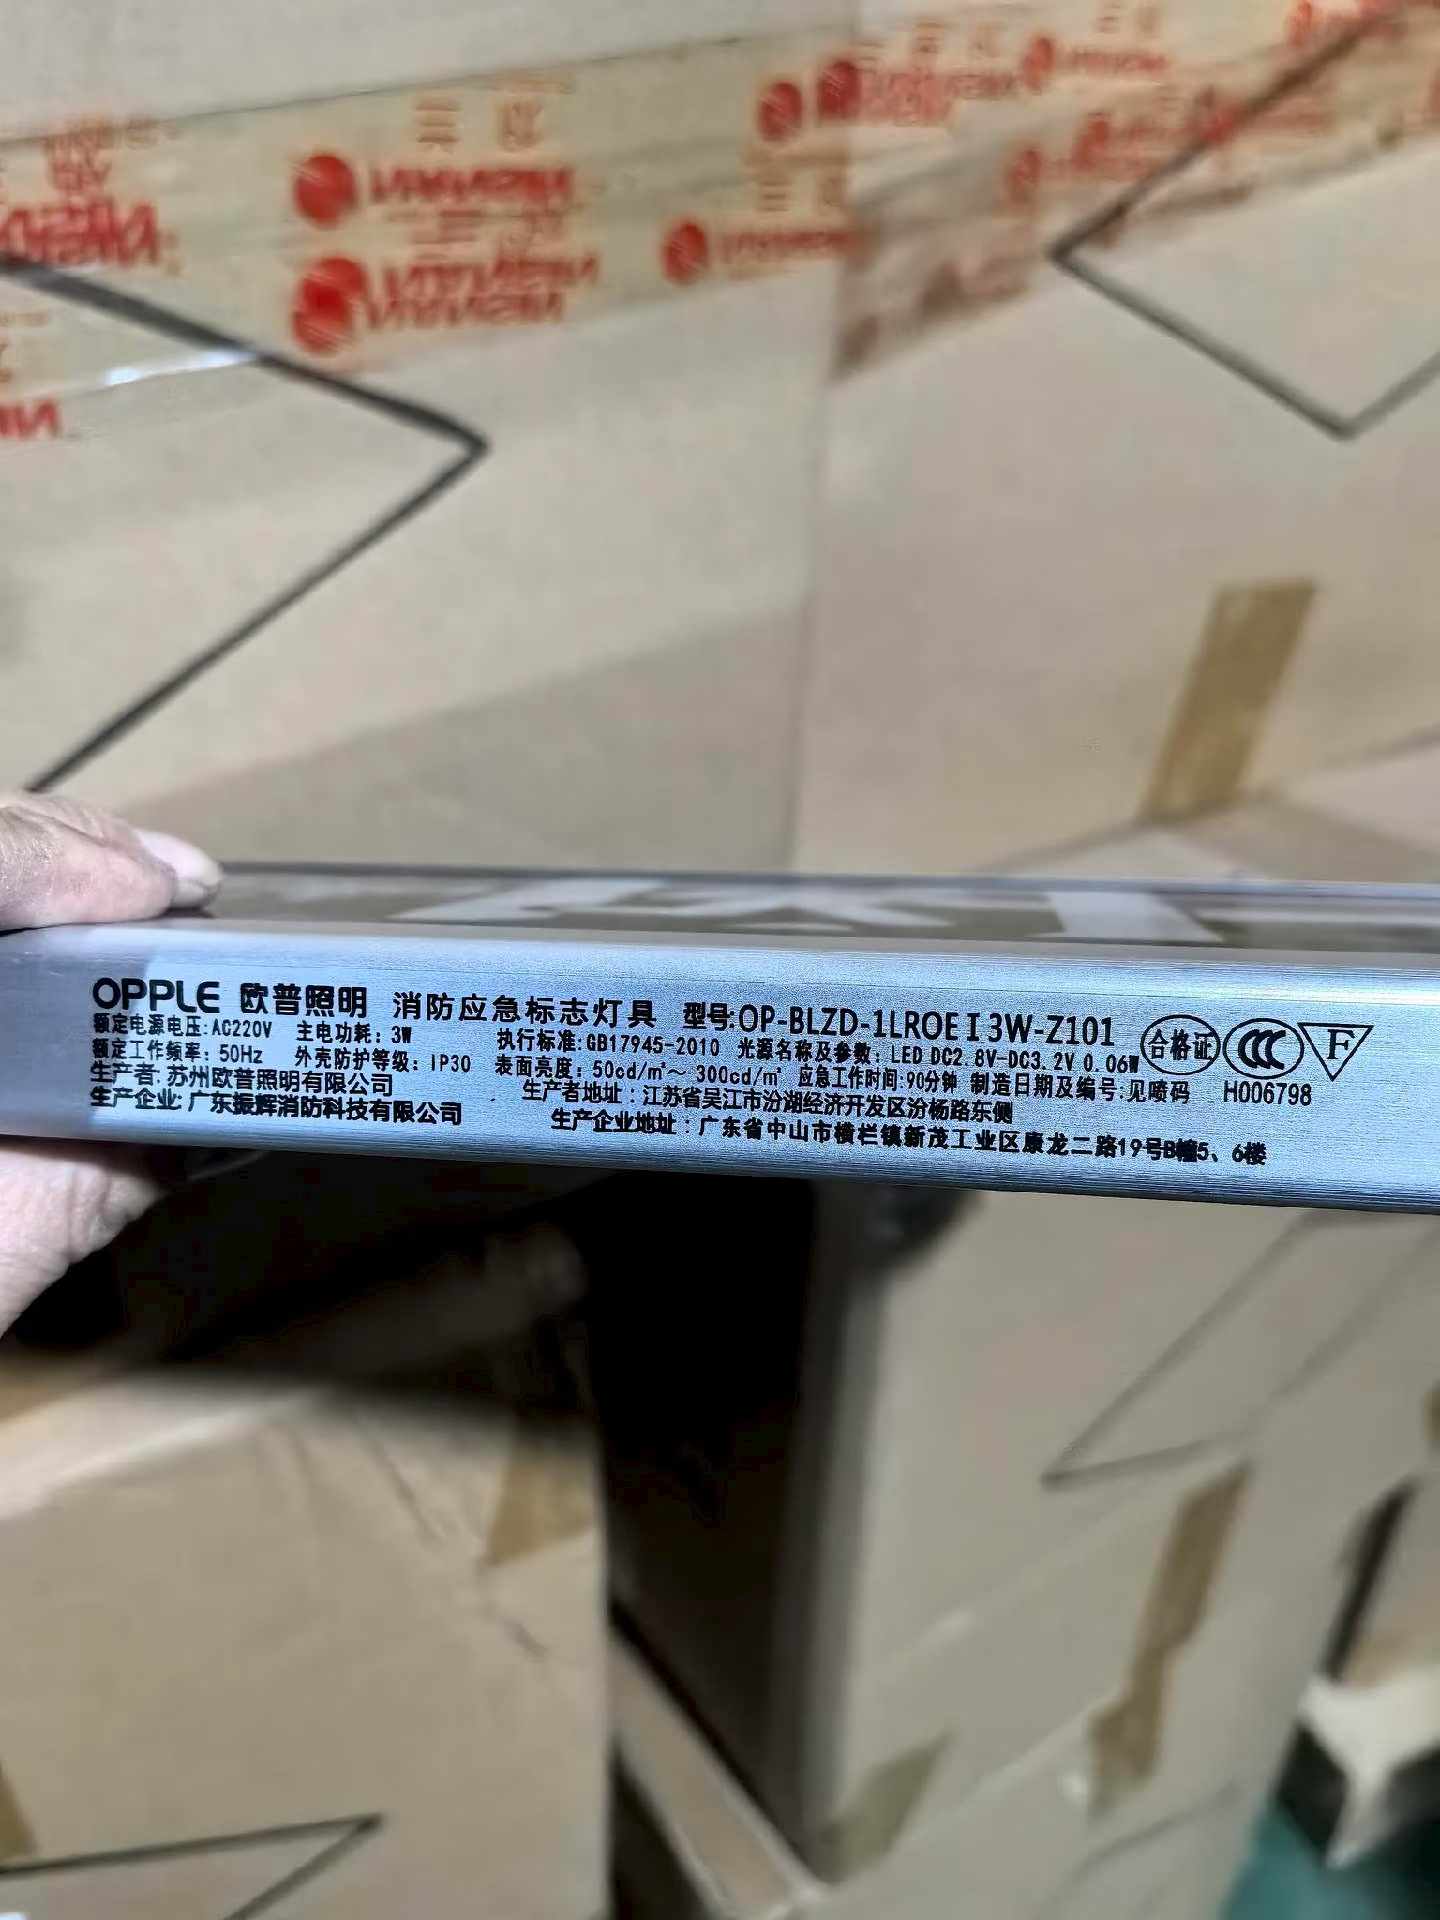 OPPLE 欧普照明 消防应急标志灯具 型号:OP-BLZD-1LROEⅠ3W-Z101 合格证 CCC F
额定电源电压:AC220V 主电功耗: 3W 执行标准:GB17945-2010 光源名称及参数: LED DC2.8V-DC3.2V 0.06W
额定工作频率: 50Hz 外壳防护等级: IP30 表面亮度: 50cd/㎡~ 300cd/㎡ 应急工作时间:90分钟 制造日期及编号:见喷码 H006798
生产者:苏州欧普照明有限公司 生产者地址:江苏省吴江市汾湖经济开发区汾杨路东侧
生产企业:广东振辉消防科技有限公司 生产企业地址:广东省中山市横栏镇新茂工业区康龙二路19号B幢5、6楼